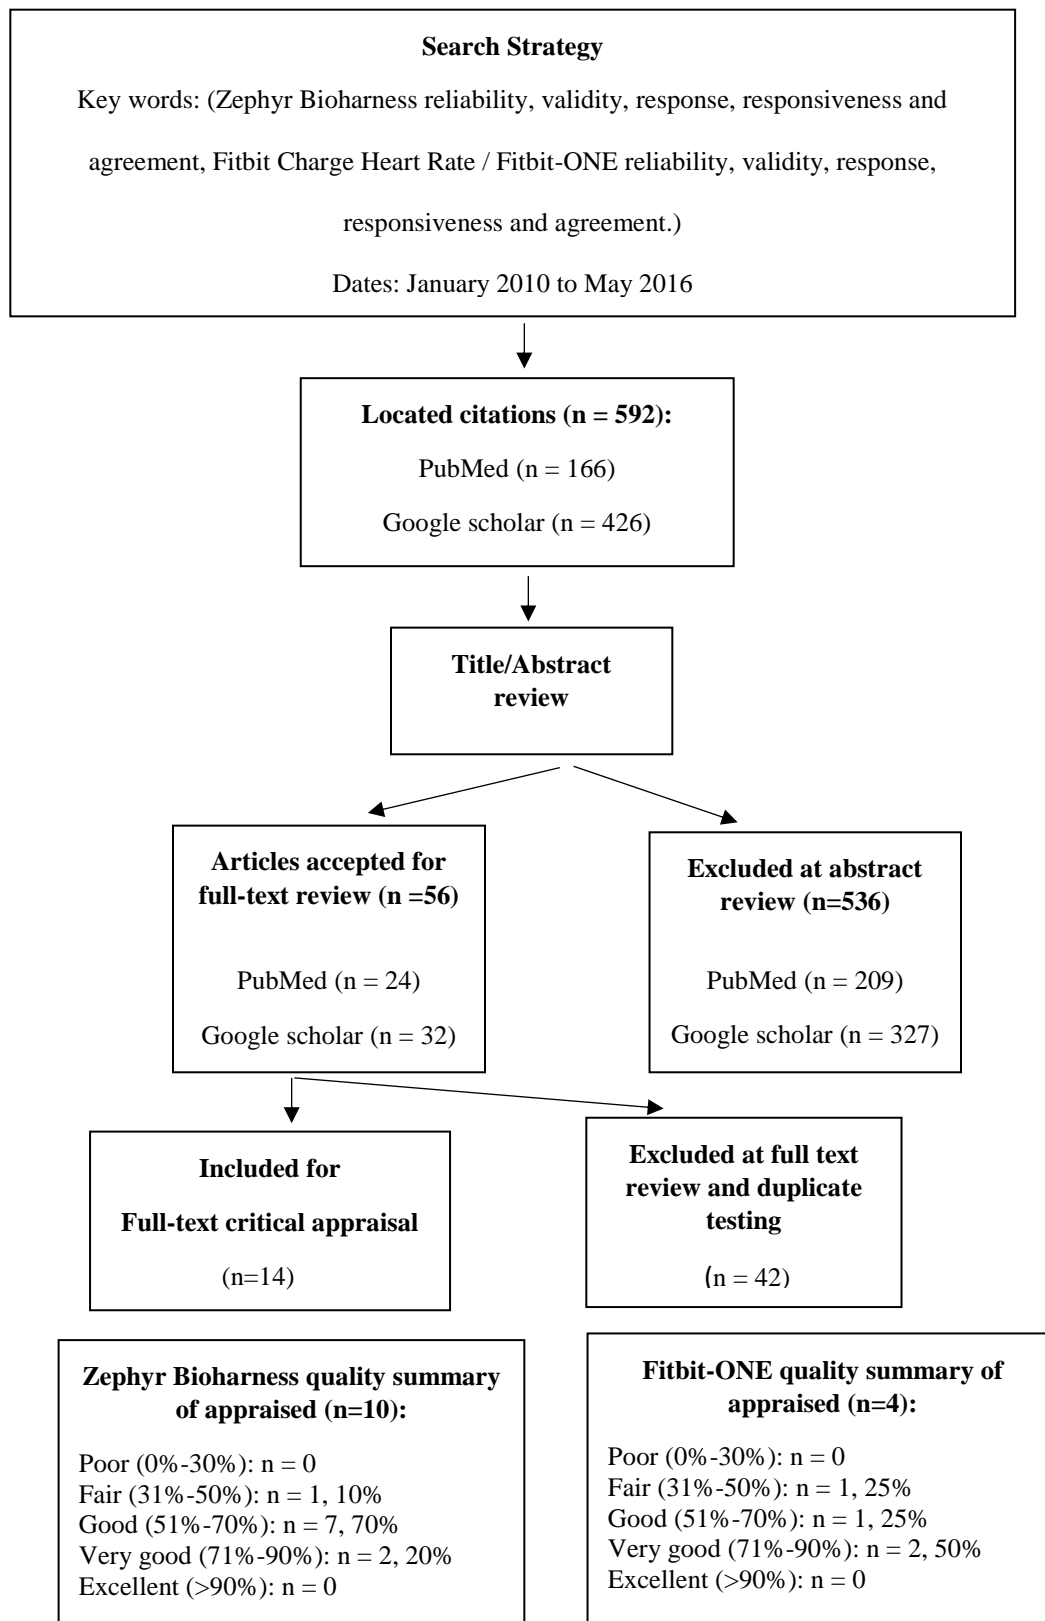 Search Strategy
Key words: (Zephyr Bioharness reliability, validity, response, responsiveness and
agreement, Fitbit Charge Heart Rate / Fitbit-ONE reliability, validity, response,
responsiveness and agreement.)
Dates: January 2010 to May 2016
Located citations (n = 592):
PubMed (n = 166)
Google scholar (n = 426)
Title/Abstract
review
Articles accepted for
full-text review (n =56)
PubMed (n = 24)
Google scholar (n = 32)
Excluded at abstract
review (n=536)
PubMed (n = 209)
Google scholar (n = 327)
Included for
Full-text critical appraisal
(n=14)
Excluded at full text
review and duplicate
testing
(n = 42)
Zephyr Bioharness quality summary
of appraised (n=10):
Poor (0%-30%): n = 0
Fair (31%-50%): n = 1, 10%
Good (51%-70%): n = 7, 70%
Very good (71%-90%): n = 2, 20%
Excellent (>90%): n = 0
Fitbit-ONE quality summary of
appraised (n=4):
Poor (0%-30%): n = 0
Fair (31%-50%): n = 1, 25%
Good (51%-70%): n = 1, 25%
Very good (71%-90%): n = 2, 50%
Excellent (>90%): n = 0